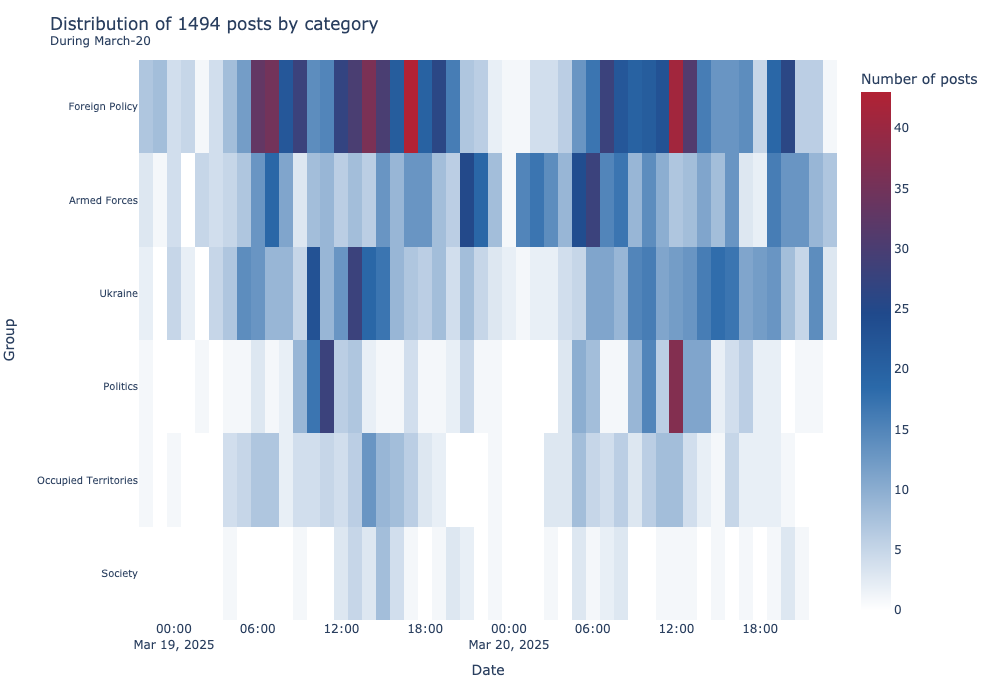 Distribution of 1494 posts by category
During March-20
Number of posts
Foreign Policy
Armed Forces
Ukraine
Politics
Occupied Territories
Society
Group
40
35
30
25
20
15
10
5
0
00:00 06:00 12:00 18:00 00:00 06:00 12:00 18:00
Mar 19, 2025 Mar 20, 2025
Date